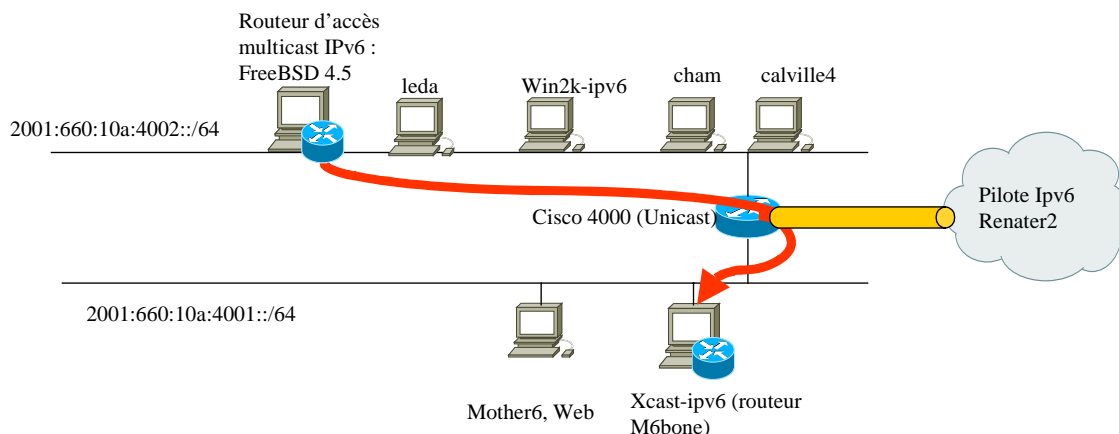 Routeur d'accès
multicast IPv6 :
FreeBSD 4.5
leda
Win2k-ipv6
cham
calville4
2001:660:10a:4002::/64
Pilote Ipv6
Renater2
Cisco 4000 (Unicast)
2001:660:10a:4001::/64
Mother6, Web
Xcast-ipv6 (routeur
M6bone)